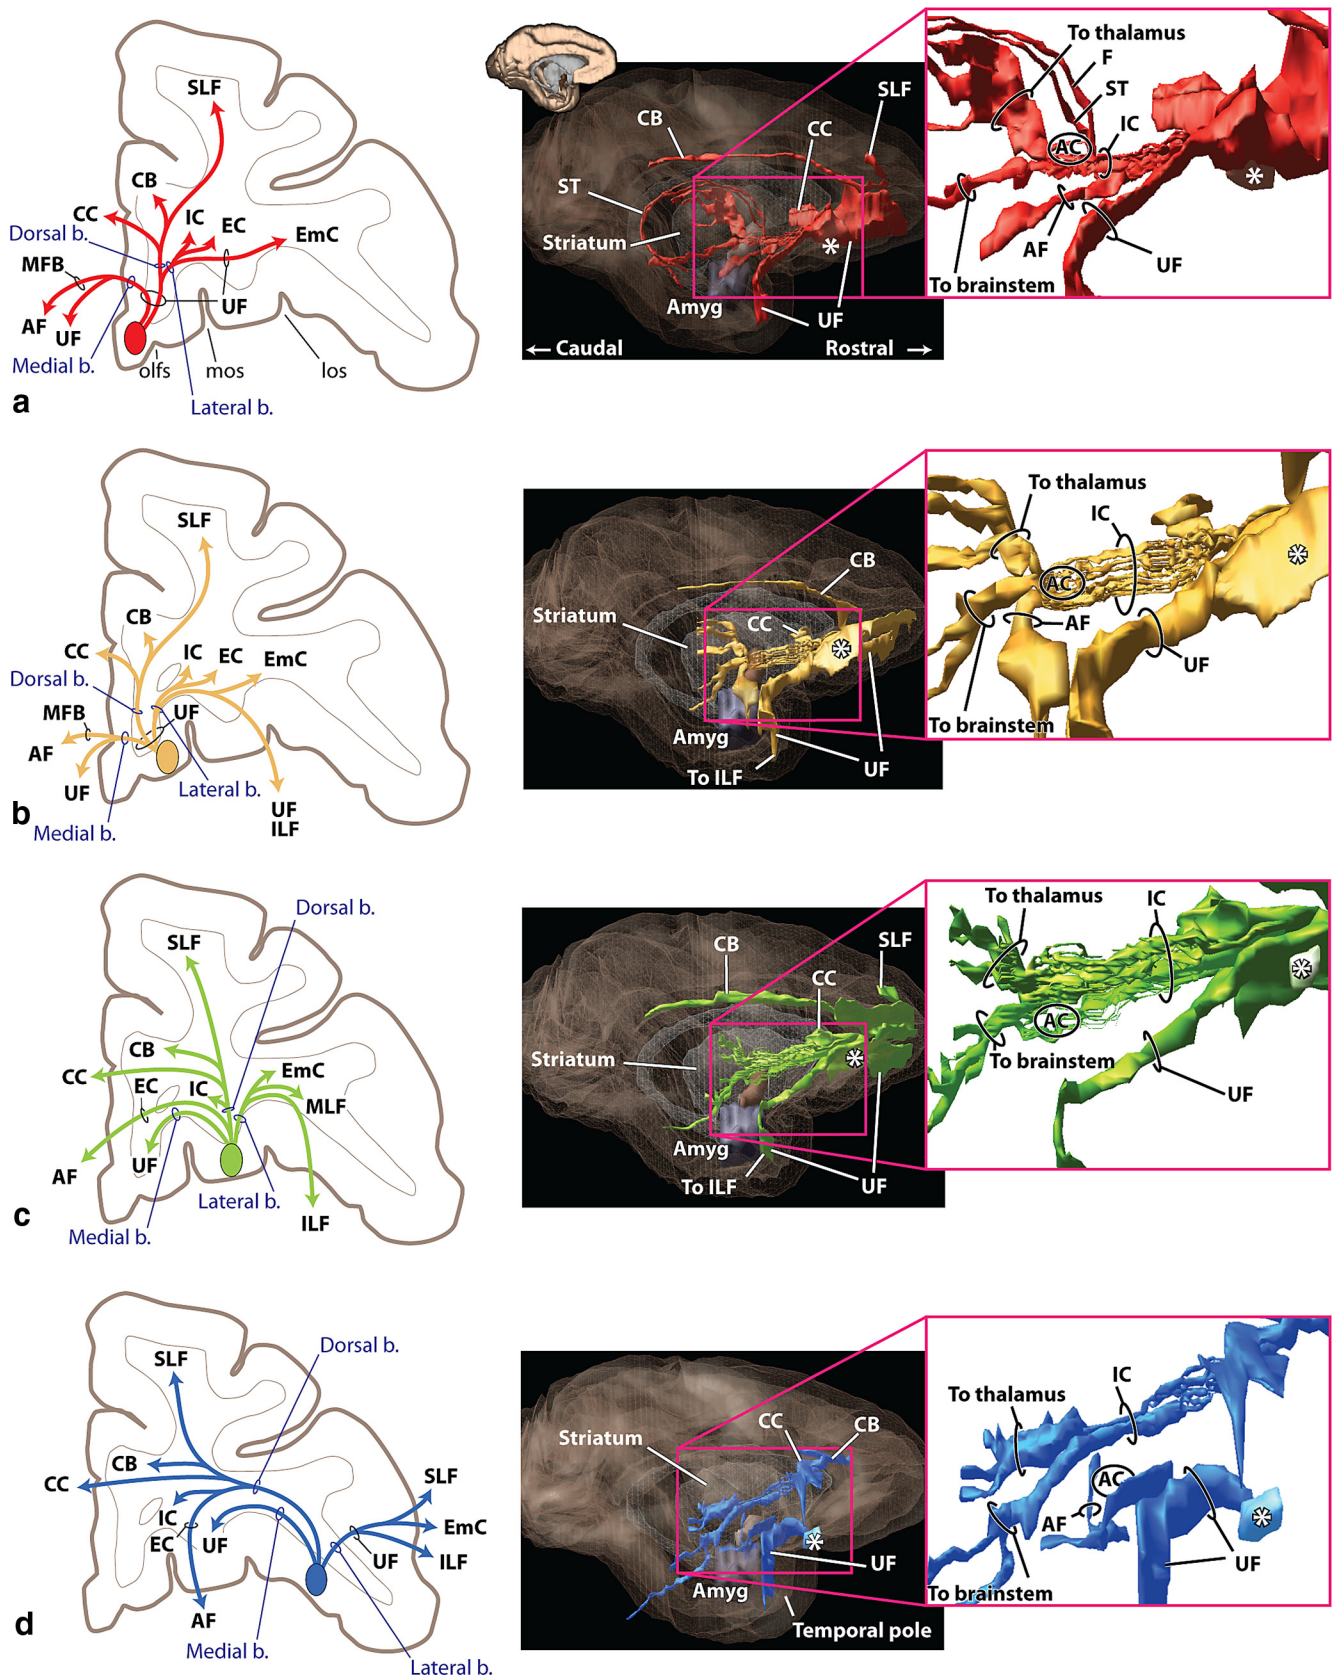 SLF
CB
CC
IC
EC
EmC
Dorsal b.
MFB
UF
AF
UF
Medial b.
olfs
mos
los
Lateral b.
a
CB
CC
SLF
ST
Striatum
*
Amyg
UF
← Caudal
Rostral →
To thalamus
F
ST
IC
AC
*
AF
UF
To brainstem
SLF
CB
CC
IC
EC
EmC
Dorsal b.
MFB
UF
AF
UF
Lateral b.
UF
ILF
Medial b.
b
CB
Striatum
CC
*
Amyg
To ILF
UF
To thalamus
IC
*
AC
AF
UF
To brainstem
Dorsal b.
SLF
CB
CC
EC
IC
EmC
MLF
AF
UF
Lateral b.
Medial b.
ILF
c
CB
SLF
CC
Striatum
*
Amyg
To ILF
UF
To thalamus
IC
*
AC
To brainstem
UF
Dorsal b.
SLF
CB
CC
SLF
IC
EC
UF
EmC
UF
ILF
AF
Medial b.
Lateral b.
d
CC
CB
Striatum
*
UF
Amyg
Temporal pole
To thalamus
IC
AC
AF
*
UF
To brainstem